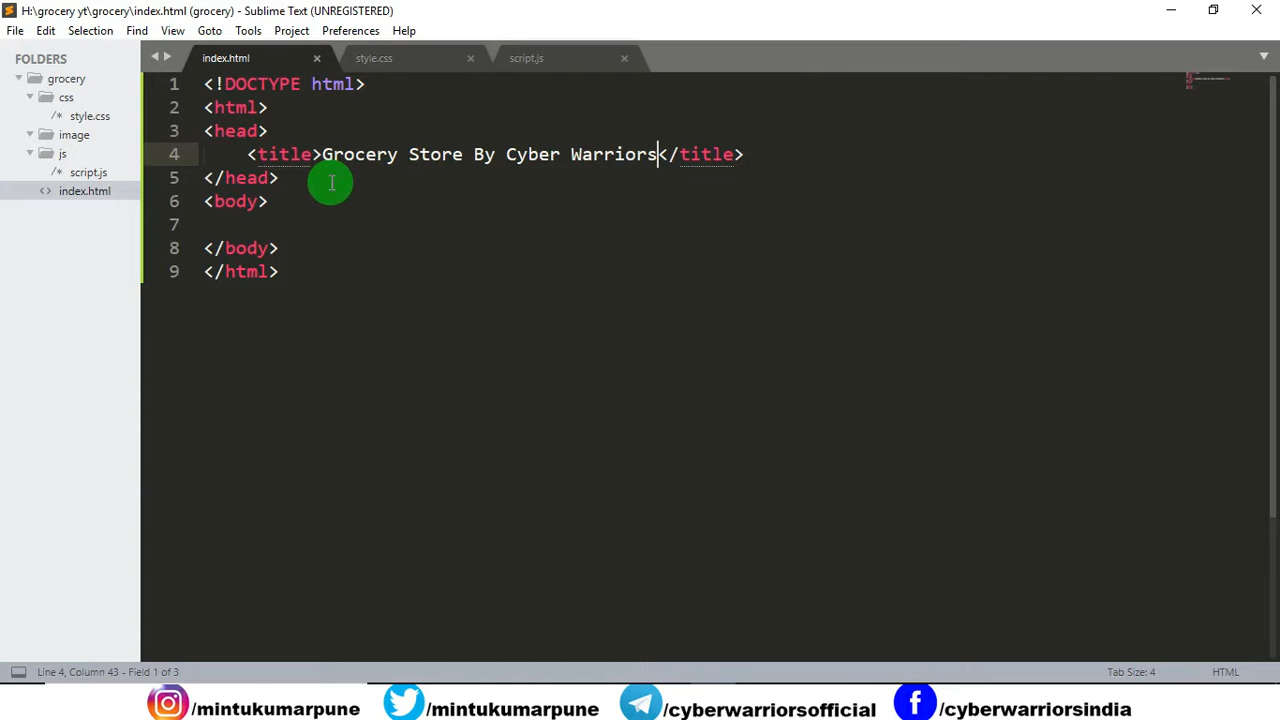 H:\grocery yt\grocery\index.html (grocery) - Sublime Text (UNREGISTERED)
File Edit Selection Find View Goto Tools Project Preferences Help
FOLDERS
grocery
css
/* style.css
image
js
/* script.js
<> index.html
index.html × style.css × script.js ×
1 <!DOCTYPE html>
2 <html>
3 <head>
4     <title>Grocery Store By Cyber Warriors</title>
5 </head>
6 <body>
7
8 </body>
9 </html>
Line 4, Column 43 - Field 1 of 3 Tab Size: 4 HTML
/mintukumarpune /mintukumarpune /cyberwarriorsofficial /cyberwarriorsindia